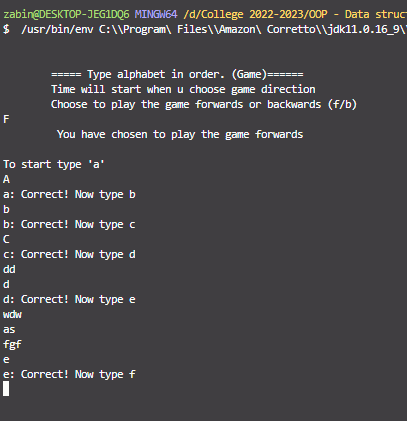 zabin@DESKTOP-JEG1DQ6 MINGW64 /d/College 2022-2023/OOP - Data struct
$ /usr/bin/env C:\\Program\ Files\\Amazon\ Corretto\\jdk11.0.16_9\\
===== Type alphabet in order. (Game)======
Time will start when u choose game direction
Choose to play the game forwards or backwards (f/b)
F
You have chosen to play the game forwards
To start type 'a'
A
a: Correct! Now type b
b
b: Correct! Now type c
C
c: Correct! Now type d
dd
d
d: Correct! Now type e
wdw
as
fgf
e
e: Correct! Now type f